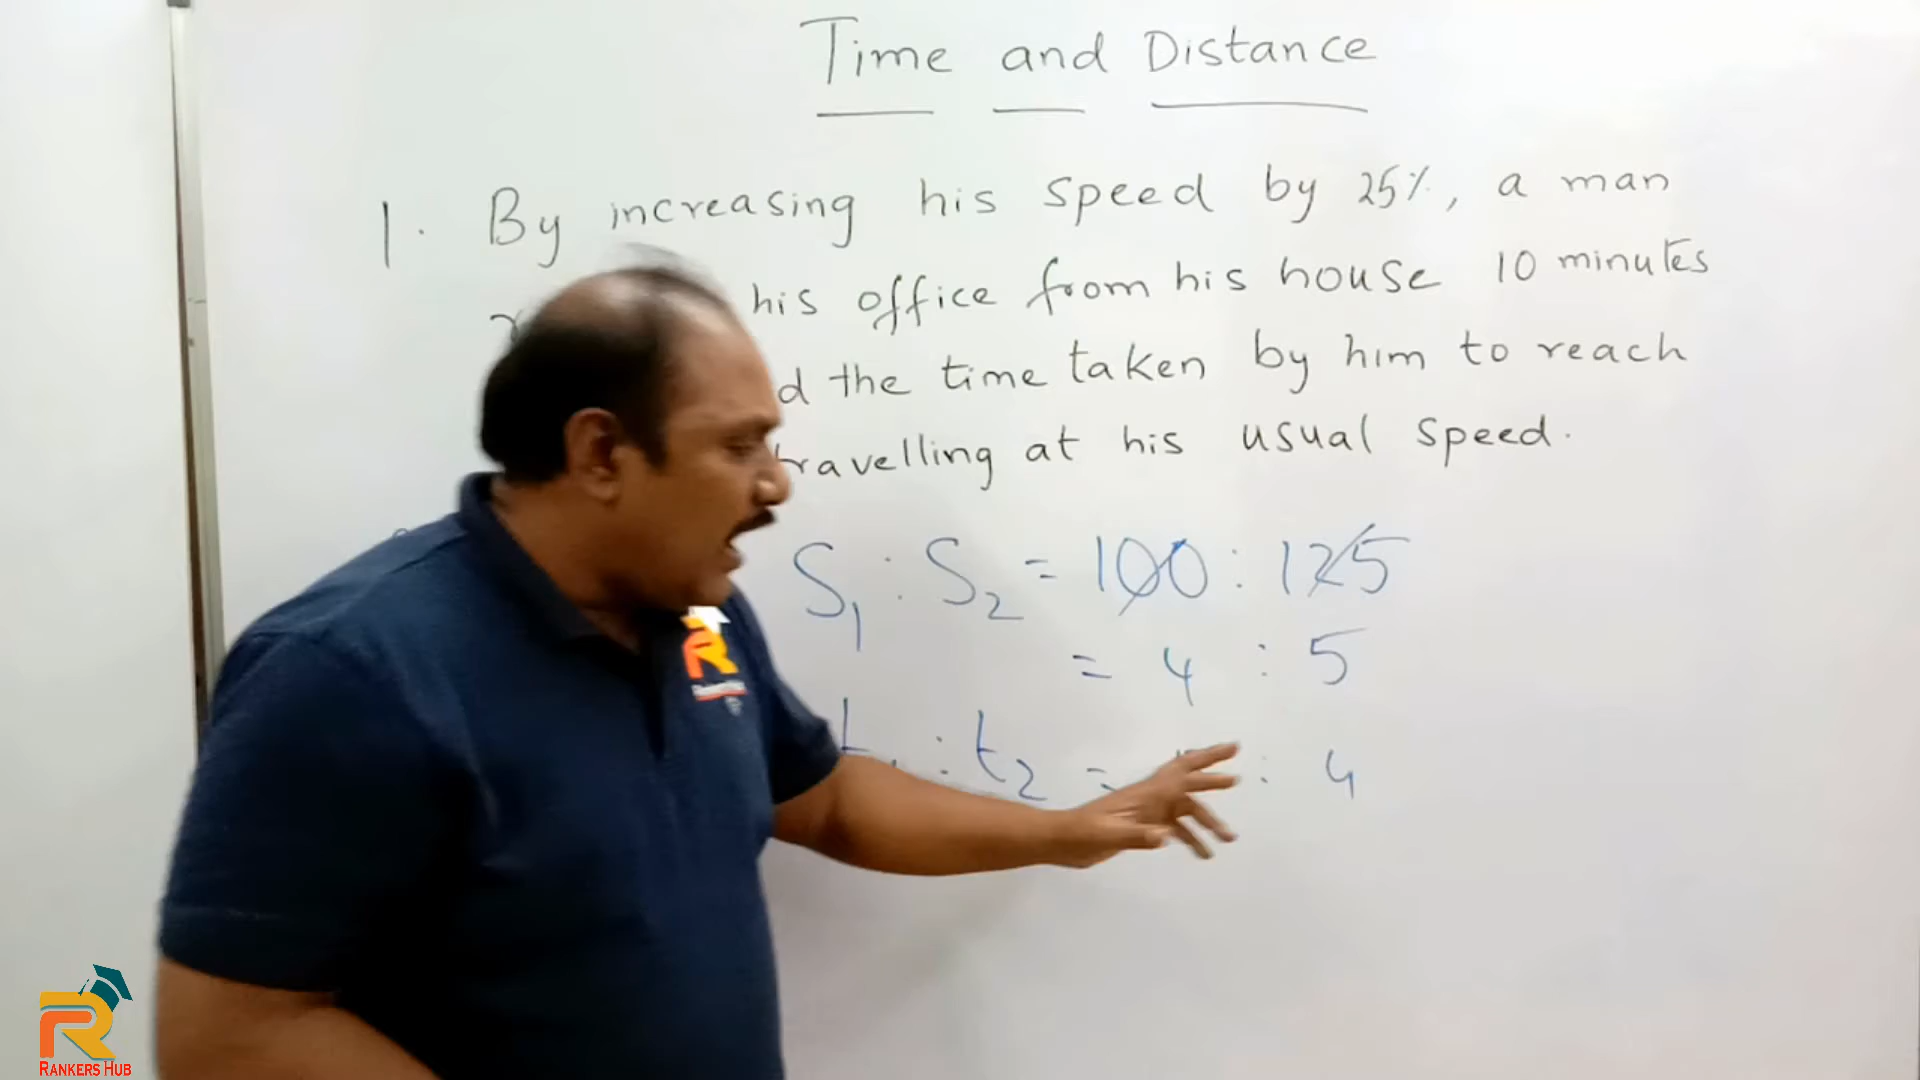 Time and Distance
1. By increasing his speed by 25%, a man
his office from his house 10 minutes
d the time taken by him to reach
travelling at his usual speed.
S1 : S2 = 100 : 125
= 4 : 5
t : t2 = : 4
R
RANKERS HUB